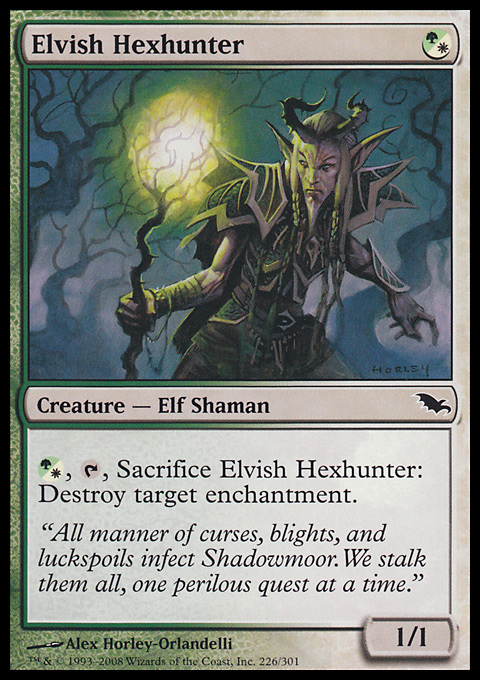 Elvish Hexhunter
HORLEY
Creature — Elf Shaman
, , Sacrifice Elvish Hexhunter:
Destroy target enchantment.
“All manner of curses, blights, and
luckspoils infect Shadowmoor. We stalk
them all, one perilous quest at a time.”
Alex Horley-Orlandelli
1/1
™ & © 1993–2008 Wizards of the Coast, Inc. 226/301